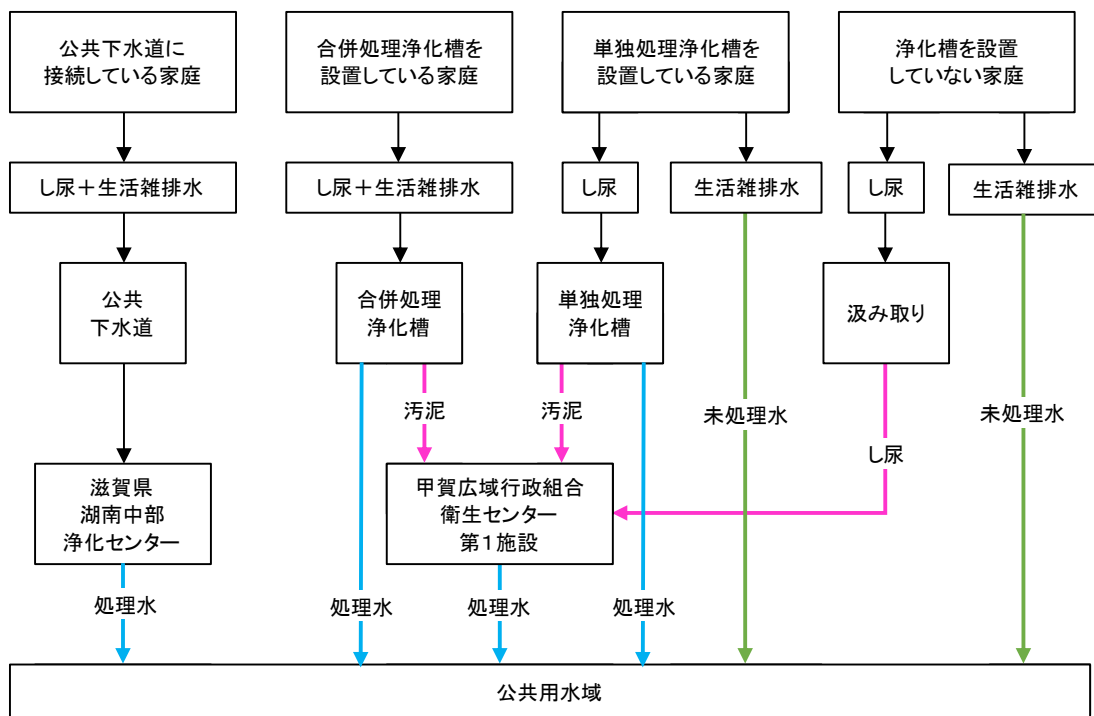 公共下水道に
接続している家庭
合併処理浄化槽を
設置している家庭
単独処理浄化槽を
設置している家庭
浄化槽を設置
していない家庭
し尿＋生活雑排水
し尿＋生活雑排水
し尿
生活雑排水
し尿
生活雑排水
公共
下水道
合併処理
浄化槽
単独処理
浄化槽
汲み取り
汚泥
汚泥
未処理水
未処理水
し尿
滋賀県
湖南中部
浄化センター
甲賀広域行政組合
衛生センター
第１施設
処理水
処理水
処理水
処理水
公共用水域